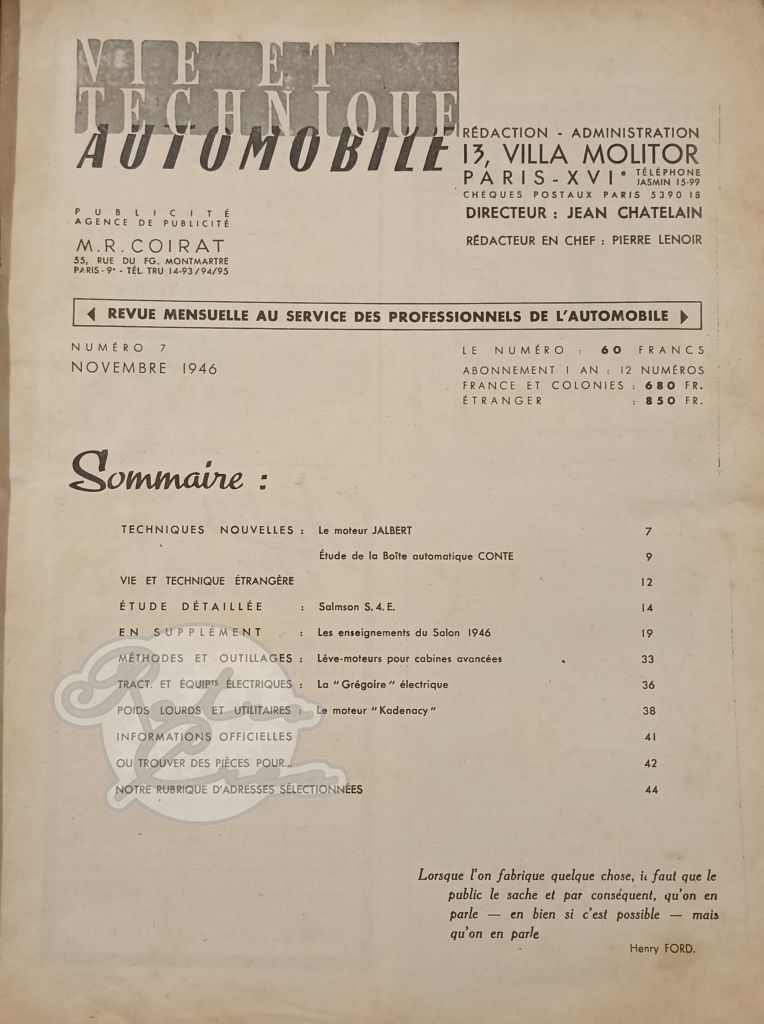 VIE ET
TECHNIQUE
AUTOMOBILE
RÉDACTION - ADMINISTRATION
13, VILLA MOLITOR
PARIS-XVIe TÉLÉPHONE JASMIN 15-99
CHÈQUES POSTAUX PARIS 5390 18
DIRECTEUR : JEAN CHATELAIN
RÉDACTEUR EN CHEF : PIERRE LENOIR
PUBLICITÉ
AGENCE DE PUBLICITÉ
M.R. COIRAT
55, RUE DU FG. MONTMARTRE
PARIS-9e - TÉL. TRU 14-93/94/95
REVUE MENSUELLE AU SERVICE DES PROFESSIONNELS DE L'AUTOMOBILE
NUMÉRO 7
NOVEMBRE 1946
LE NUMÉRO : 60 FRANCS
ABONNEMENT 1 AN : 12 NUMÉROS
FRANCE ET COLONIES : 680 FR.
ÉTRANGER : 850 FR.
Sommaire :
TECHNIQUES NOUVELLES : Le moteur JALBERT 7
Étude de la Boîte automatique CONTE 9
VIE ET TECHNIQUE ÉTRANGÈRE 12
ÉTUDE DÉTAILLÉE : Salmson S.4.E. 14
EN SUPPLÉMENT : Les enseignements du Salon 1946 19
MÉTHODES ET OUTILLAGES : Lève-moteurs pour cabines avancées 33
TRACT. ET ÉQUIPTS ÉLECTRIQUES : La "Grégoire" électrique 36
POIDS LOURDS ET UTILITAIRES : Le moteur "Kadenacy" 38
INFORMATIONS OFFICIELLES 41
OU TROUVER DES PIÈCES POUR... 42
NOTRE RUBRIQUE D'ADRESSES SÉLECTIONNÉES 44
Lorsque l'on fabrique quelque chose, il faut que le
public le sache et par conséquent, qu'on en
parle — en bien si c'est possible — mais
qu'on en parle
Henry FORD.